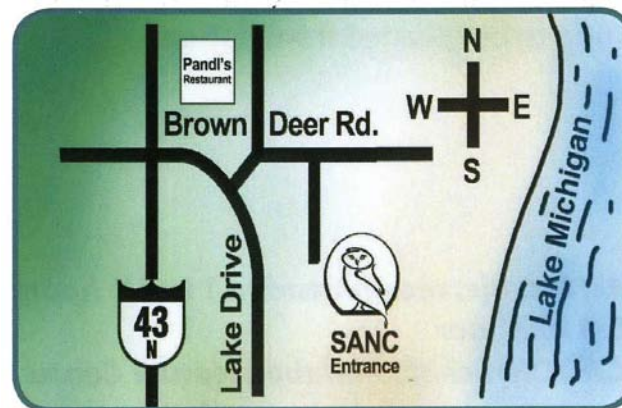 Pandl's
Restaurant
Brown Deer Rd.
N
W E
S
Lake Michigan
Lake Drive
43
N
SANC
Entrance